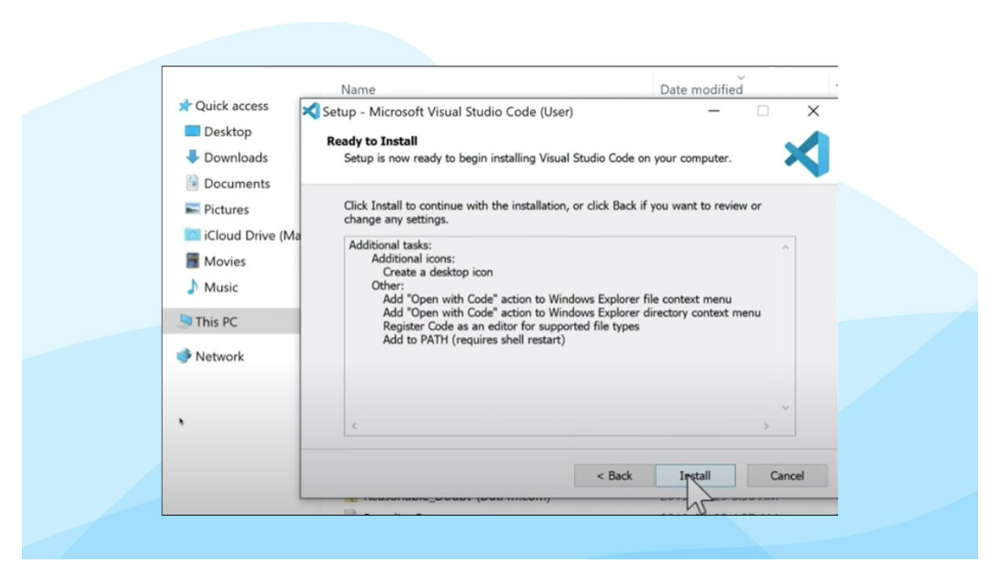 Name
Date modified
Quick access
Desktop
Downloads
Documents
Pictures
iCloud Drive (Ma
Movies
Music
This PC
Network
Setup - Microsoft Visual Studio Code (User)
Ready to Install
Setup is now ready to begin installing Visual Studio Code on your computer.
Click Install to continue with the installation, or click Back if you want to review or
change any settings.
Additional tasks:
Additional icons:
Create a desktop icon
Other:
Add "Open with Code" action to Windows Explorer file context menu
Add "Open with Code" action to Windows Explorer directory context menu
Register Code as an editor for supported file types
Add to PATH (requires shell restart)
< Back
Install
Cancel